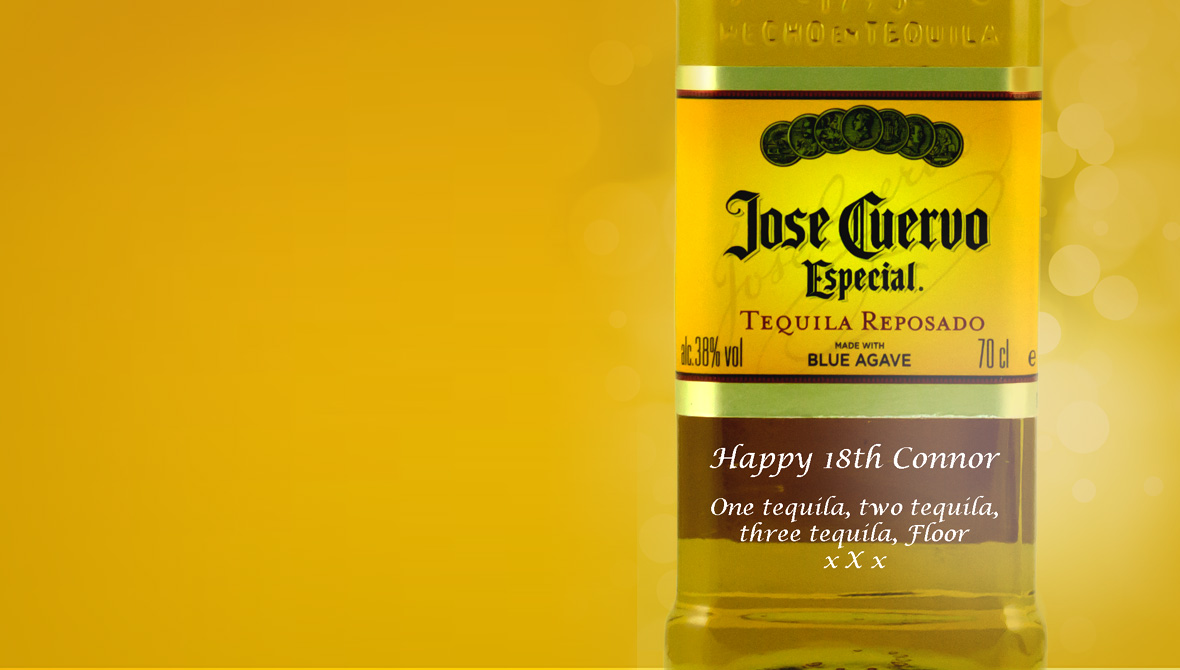 HECHO EN TEQUILA
Jose Cuervo
Especial.
TEQUILA REPOSADO
MADE WITH
BLUE AGAVE
alc.38% vol
70 cl e
Happy 18th Connor
One tequila, two tequila,
three tequila, Floor
x X x